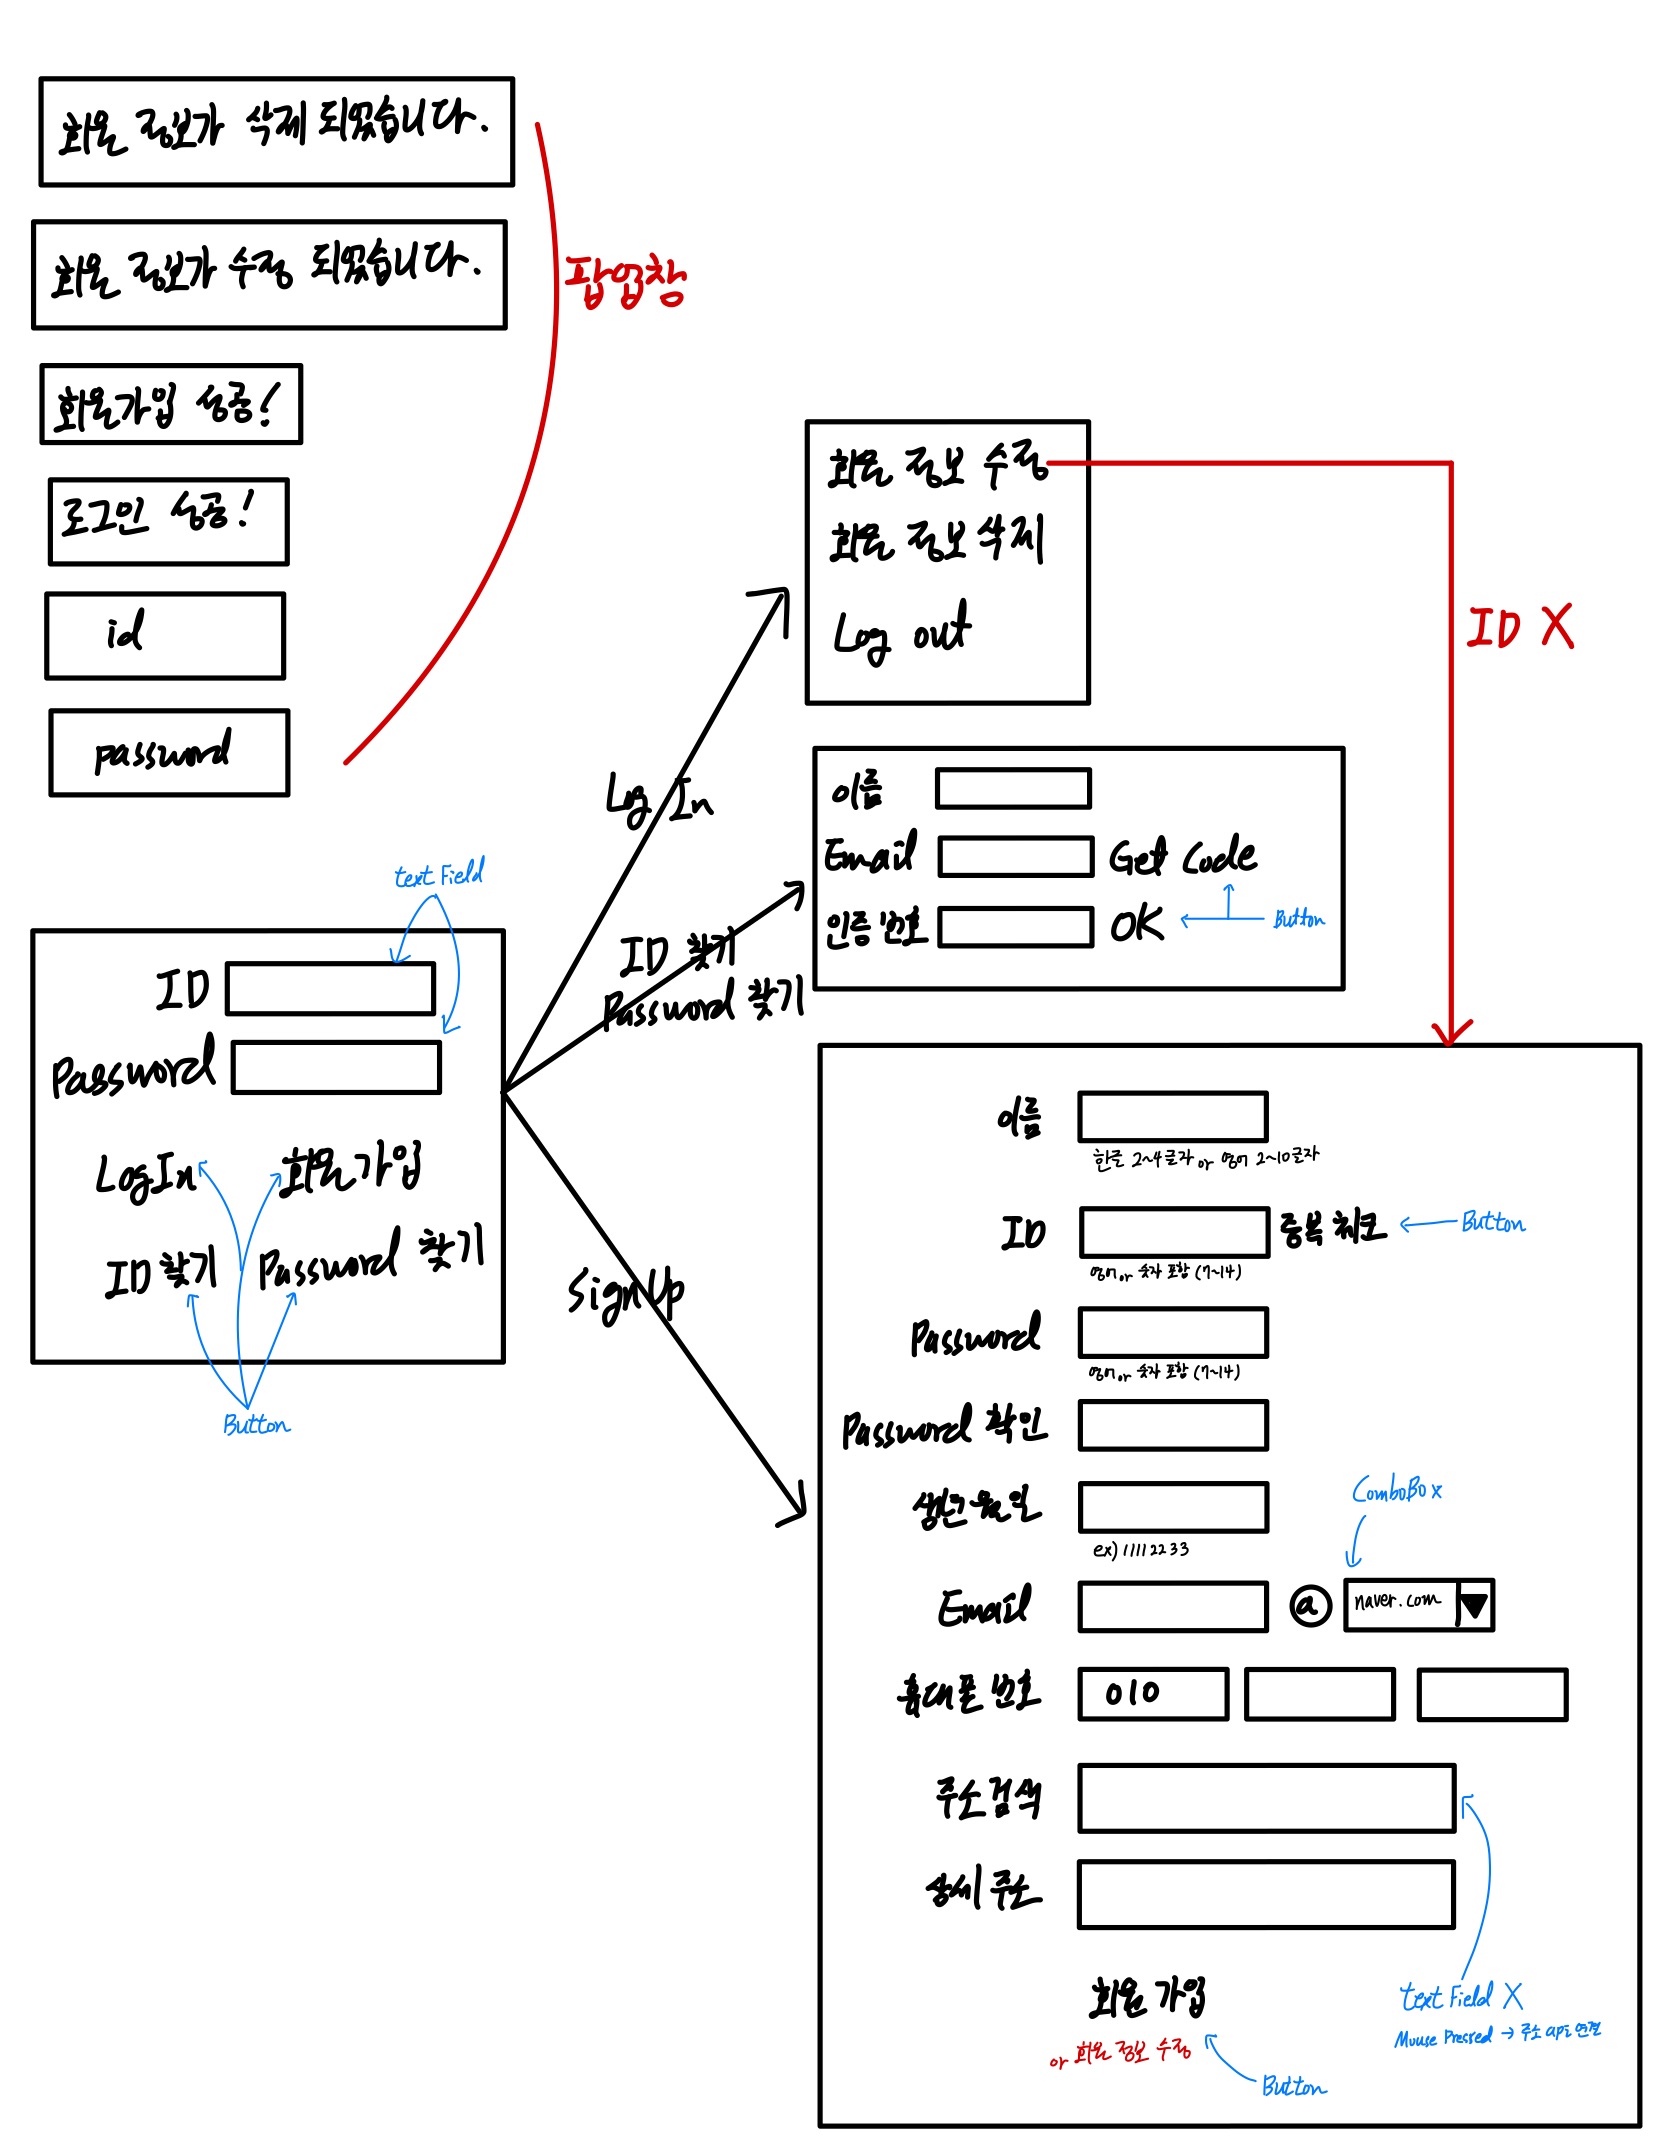 회원 정보가 삭제 되었습니다.
회원 정보가 수정 되었습니다.
팝업창
회원가입 성공!
로그인 성공!
id
password
회원 정보 수정
회원 정보 삭제
Log out
ID X
Log In
ID 찾기
Password 찾기
SignUp
이름
Email Get Code
인증 번호 OK
Button
text Field
ID
Password
LogIn 회원가입
ID 찾기 Password 찾기
Button
이름
한글 2~4글자 or 영어 2~10글자
ID 중복 체크
Button
영어 or 숫자 포함 (7~14)
Password
영어 or 숫자 포함 (7~14)
Password 확인
생년월일
ex) 11112233
ComboBox
Email @ naver.com
휴대폰 번호 010
주소 검색
상세 주소
text Field X
Mouse Pressed → 주소 api 연결
회원 가입
or 회원 정보 수정
Button